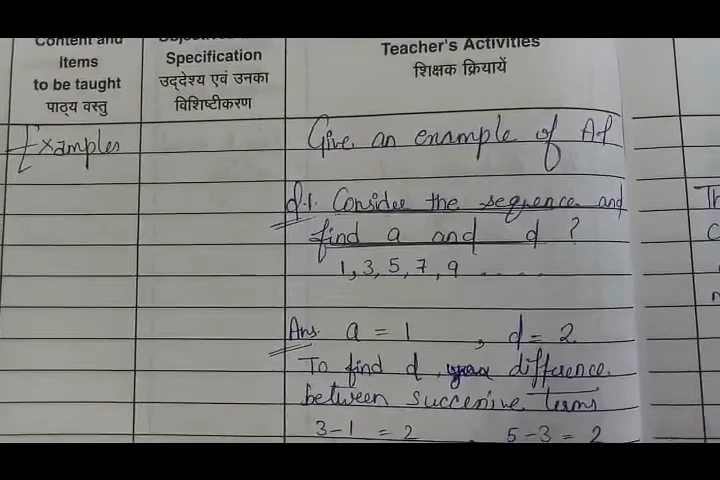 Content and
Items
to be taught
पाठ्य वस्तु
Specification
उद्देश्य एवं उनका
विशिष्टीकरण
Teacher's Activities
शिक्षक क्रियायें
Examples
Give an example of AP
Q.1. Consider the sequence and
find a and d ?
1, 3, 5, 7, 9 .....
Ans. a = 1 , d = 2
To find d, difference
between successive terms
3-1 = 2 5-3 = 2